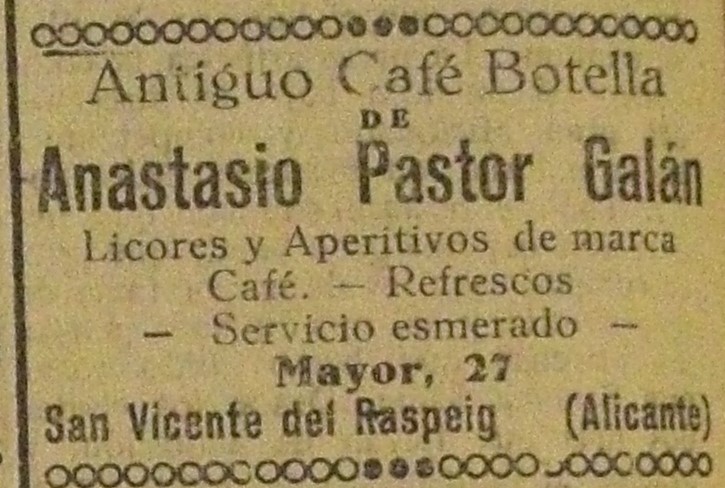 Antiguo Café Botella
DE
Anastasio Pastor Galán
Licores y Aperitivos de marca
Café. — Refrescos
— Servicio esmerado —
Mayor, 27
San Vicente del Raspeig (Alicante)